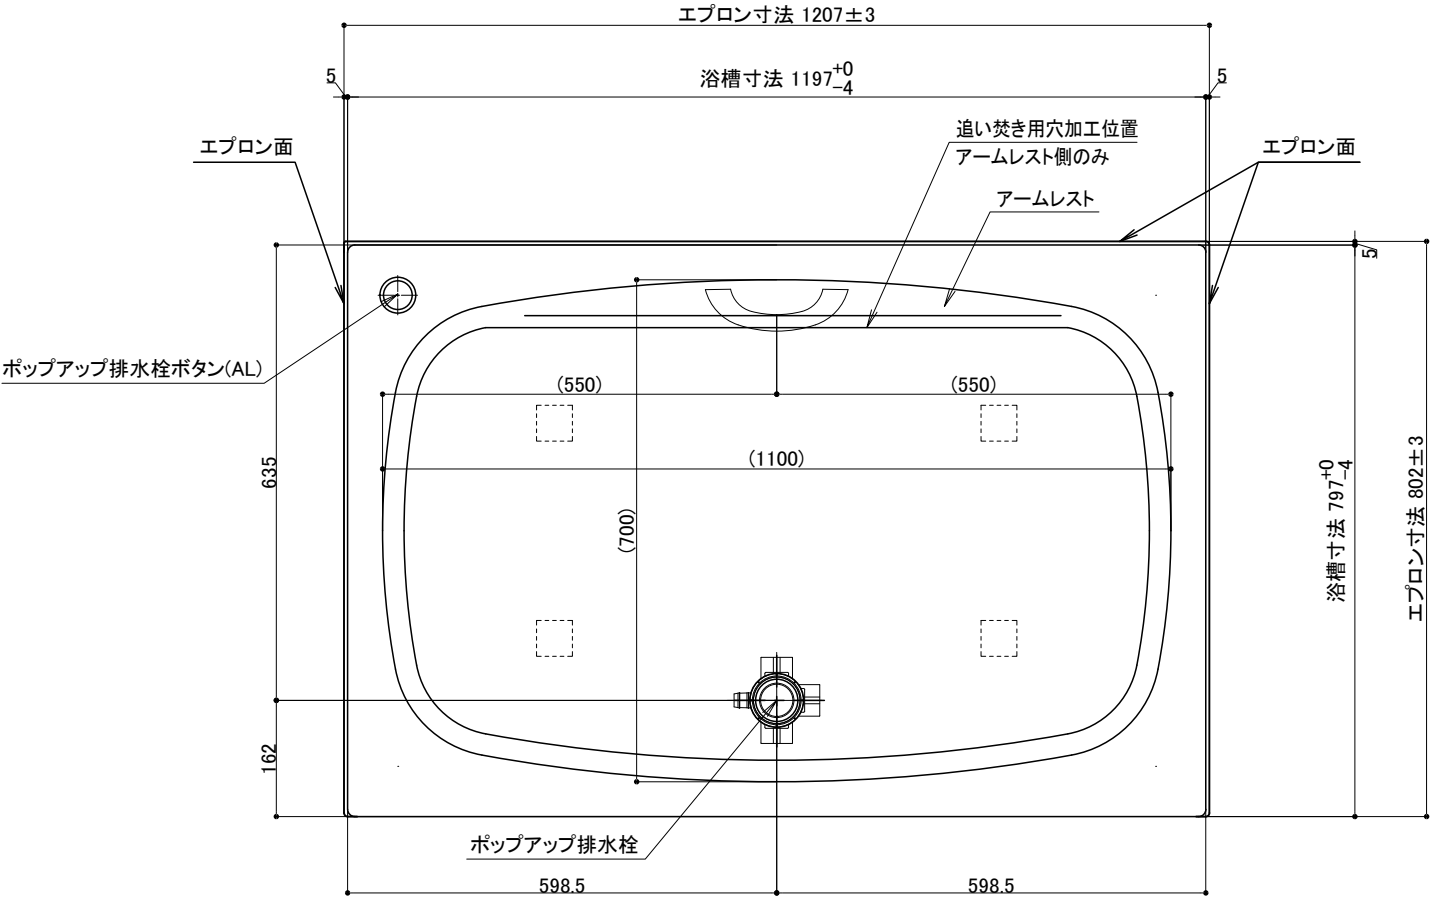 エプロン寸法 1207±3
5
浴槽寸法 1197 +0 -4
5
エプロン面
追い焚き用穴加工位置
アームレスト側のみ
エプロン面
アームレスト
5
ポップアップ排水栓ボタン(AL)
(550)
(550)
(1100)
635
(700)
浴槽寸法 797 +0 -4
エプロン寸法 802±3
162
ポップアップ排水栓
598.5
598.5